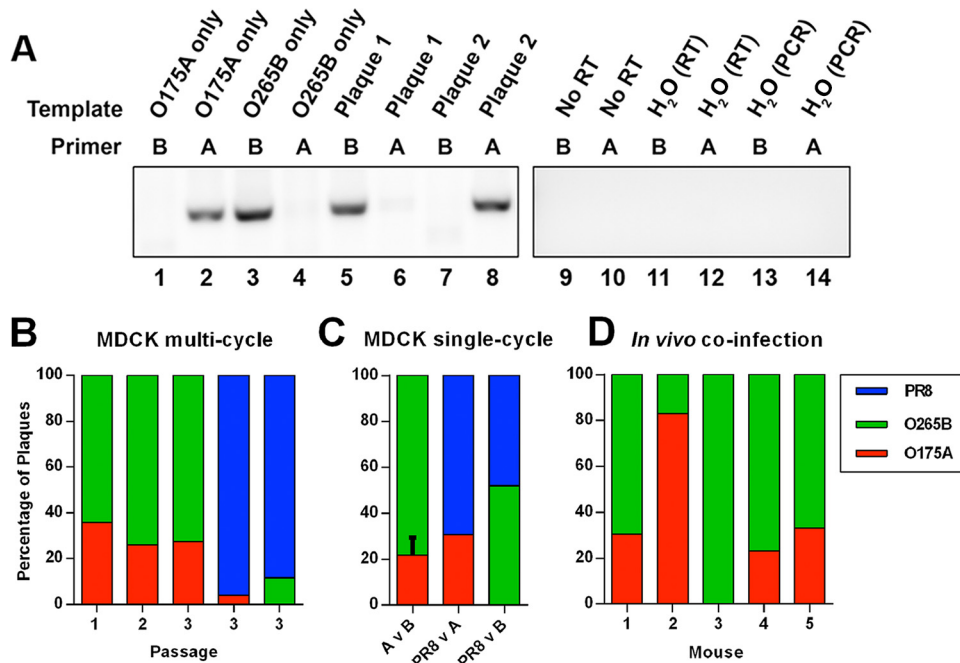 A
Template O175A only O175A only O265B only O265B only Plaque 1 Plaque 1 Plaque 2 Plaque 2 No RT No RT H2O (RT) H2O (RT) H2O (PCR) H2O (PCR)
Primer B A B A B A B A B A B A B A
1 2 3 4 5 6 7 8 9 10 11 12 13 14
B MDCK multi-cycle
Percentage of Plaques
100
80
60
40
20
0
1 2 3 3 3
Passage
C MDCK single-cycle
100
80
60
40
20
0
A v B PR8 v A PR8 v B
D In vivo co-infection
100
80
60
40
20
0
1 2 3 4 5
Mouse
PR8
O265B
O175A